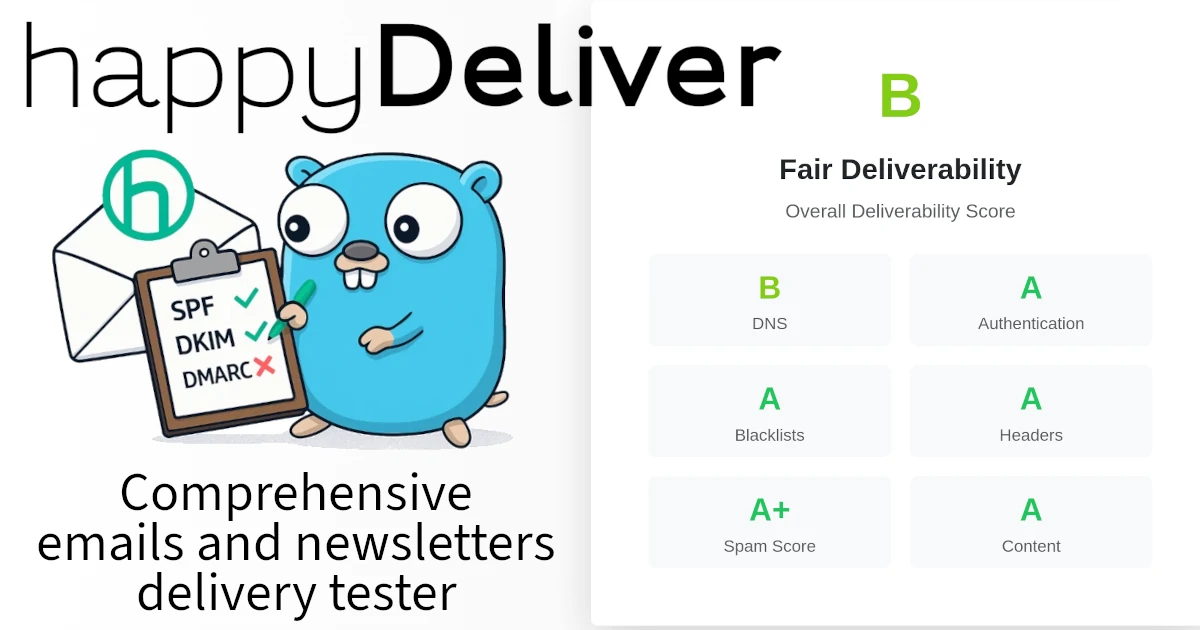 happyDeliver
h
SPF
DKIM
DMARC
Comprehensive
emails and newsletters
delivery tester
B
Fair Deliverability
Overall Deliverability Score
B
DNS
A
Authentication
A
Blacklists
A
Headers
A+
Spam Score
A
Content